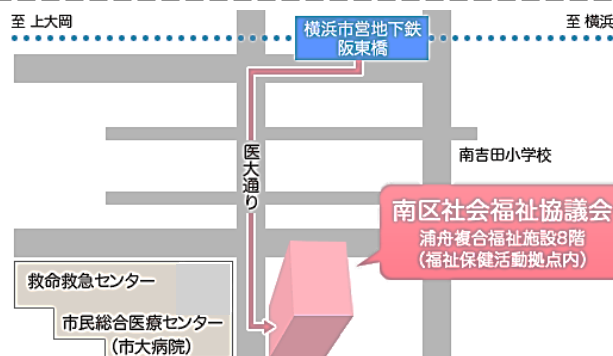 至 上大岡
至 横浜
横浜市営地下鉄
阪東橋
医大通り
南吉田小学校
南区社会福祉協議会
浦舟複合福祉施設8階
（福祉保健活動拠点内）
救命救急センター
市民総合医療センター
（市大病院）